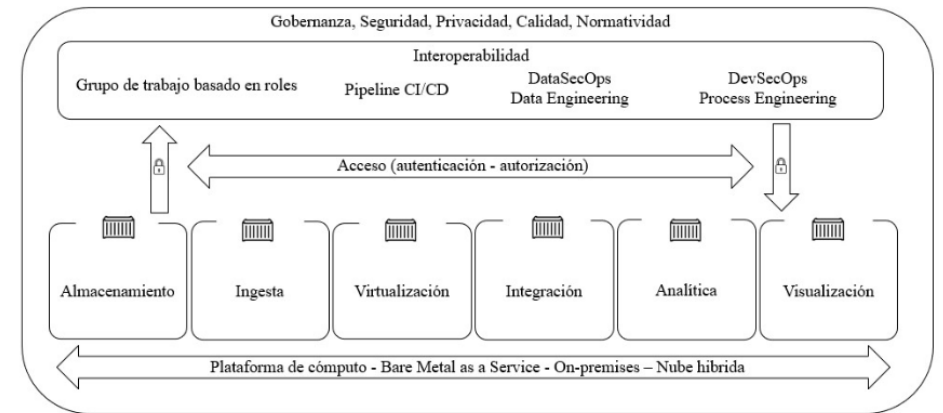 Gobernanza, Seguridad, Privacidad, Calidad, Normatividad
Interoperabilidad
Grupo de trabajo basado en roles
Pipeline CI/CD
DataSecOps
Data Engineering
DevSecOps
Process Engineering
Acceso (autenticación - autorización)
Almacenamiento
Ingesta
Virtualización
Integración
Analítica
Visualización
Plataforma de cómputo - Bare Metal as a Service - On-premises – Nube hibrida